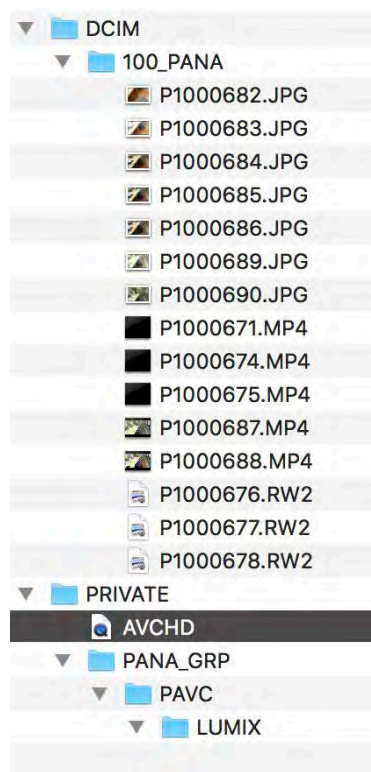 DCIM
100_PANA
P1000682.JPG
P1000683.JPG
P1000684.JPG
P1000685.JPG
P1000686.JPG
P1000689.JPG
P1000690.JPG
P1000671.MP4
P1000674.MP4
P1000675.MP4
P1000687.MP4
P1000688.MP4
P1000676.RW2
P1000677.RW2
P1000678.RW2
PRIVATE
AVCHD
PANA_GRP
PAVC
LUMIX